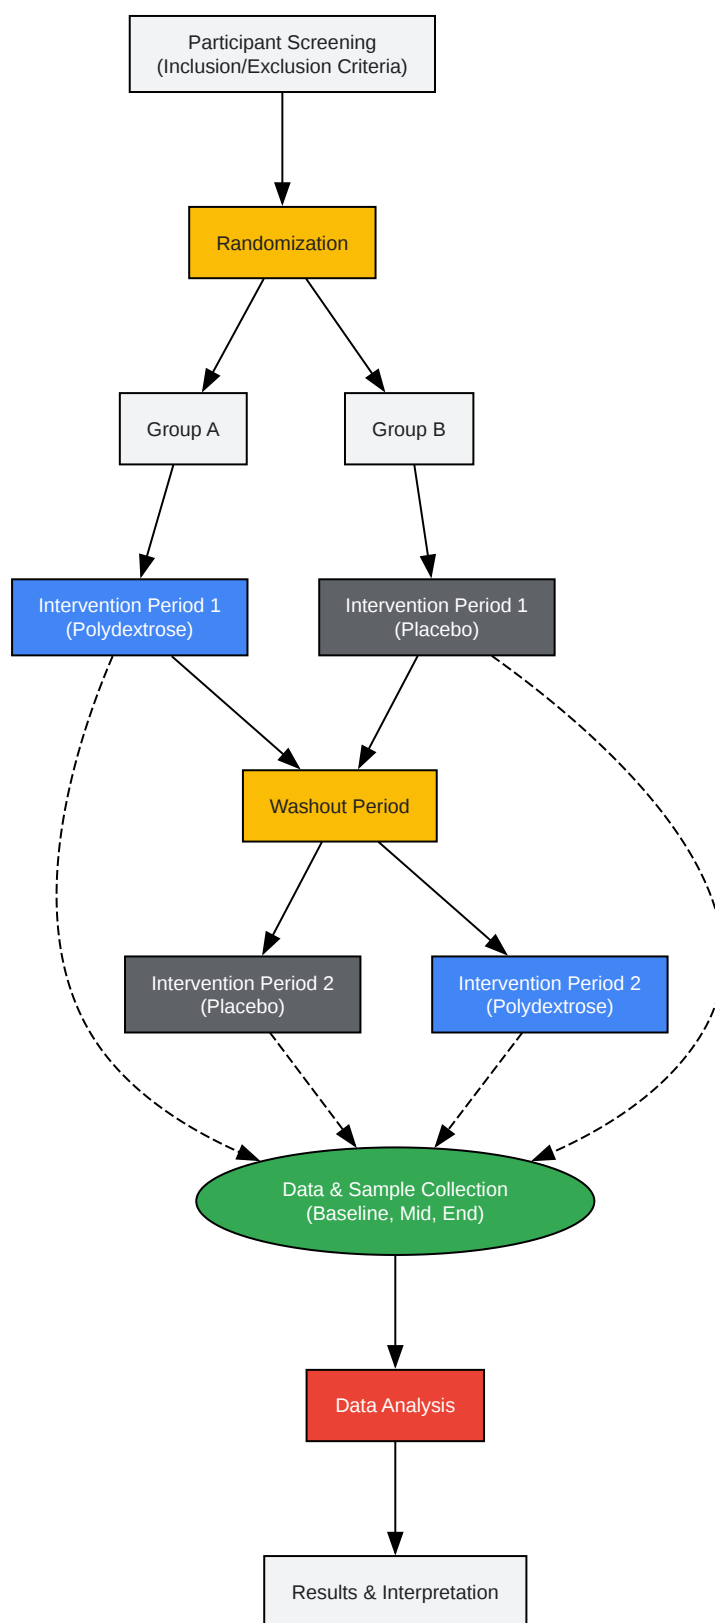 Participant Screening
(Inclusion/Exclusion Criteria)
Randomization
Group A
Group B
Intervention Period 1
(Polydextrose)
Intervention Period 1
(Placebo)
Washout Period
Intervention Period 2
(Placebo)
Intervention Period 2
(Polydextrose)
Data & Sample Collection
(Baseline, Mid, End)
Data Analysis
Results & Interpretation